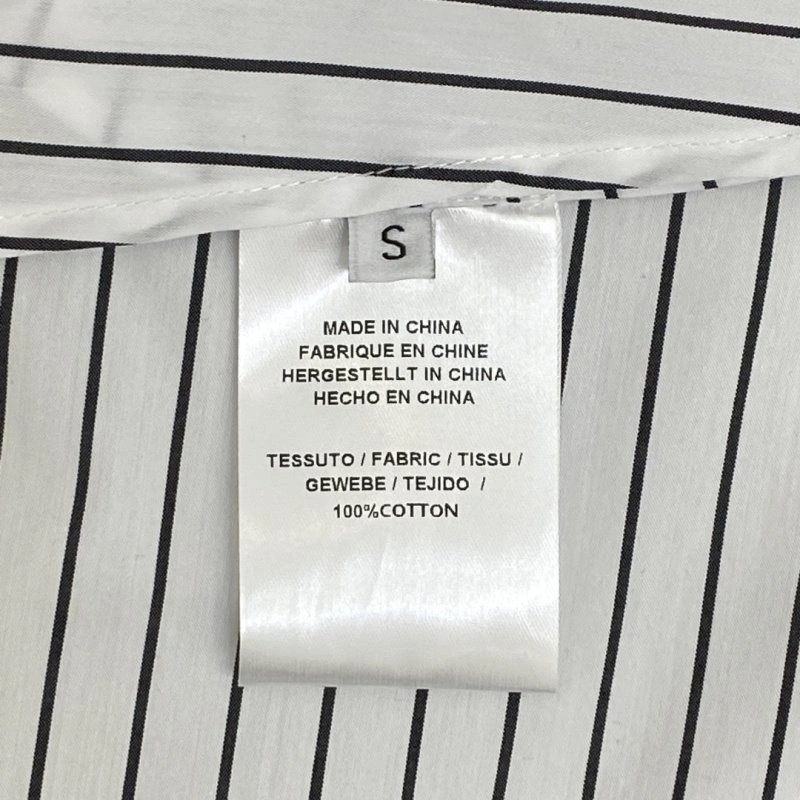 S
MADE IN CHINA
FABRIQUE EN CHINE
HERGESTELLT IN CHINA
HECHO EN CHINA
TESSUTO / FABRIC / TISSU /
GEWEBE / TEJIDO /
100%COTTON